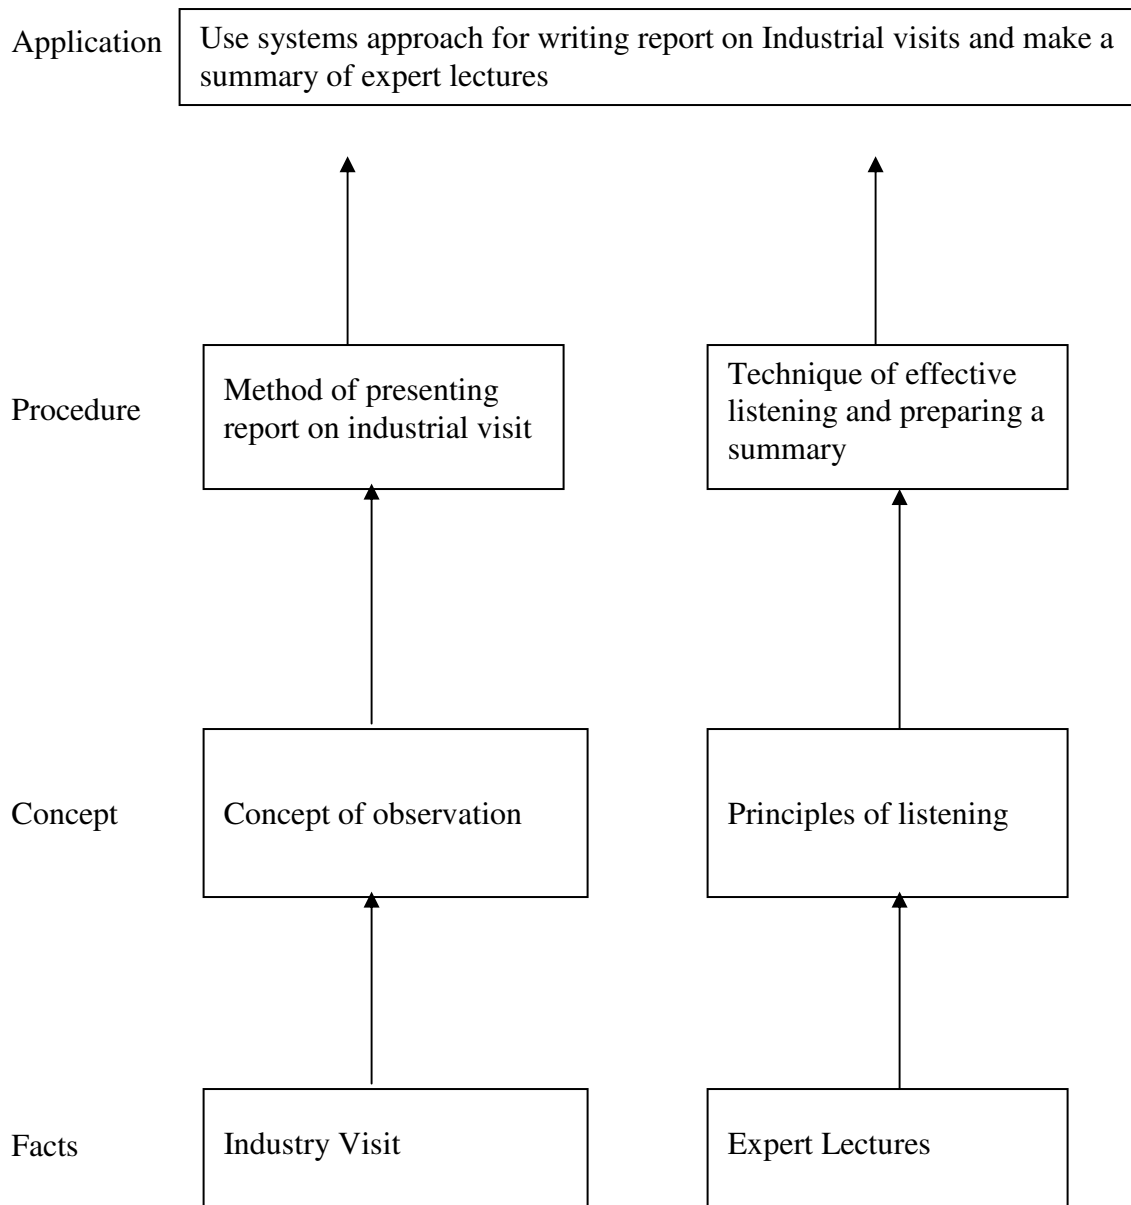 Application
Use systems approach for writing report on Industrial visits and make a
summary of expert lectures
Procedure
Method of presenting
report on industrial visit
Technique of effective
listening and preparing a
summary
Concept
Concept of observation
Principles of listening
Facts
Industry Visit
Expert Lectures